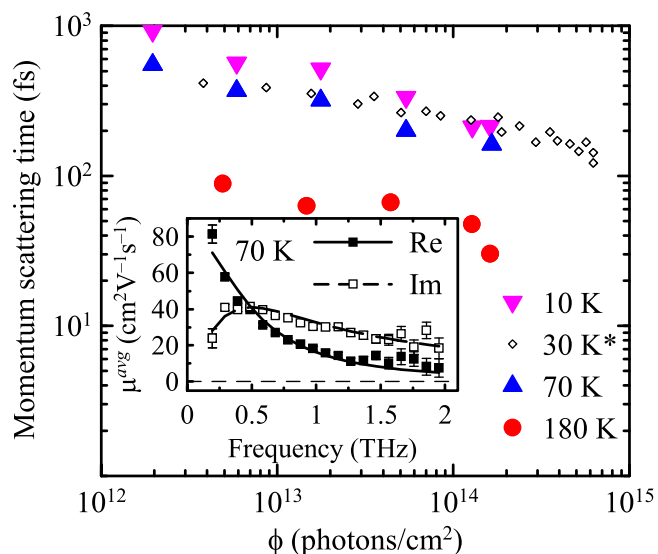 10³
10²
10¹
Momentum scattering time (fs)
10 K
30 K*
70 K
180 K
10¹²
10¹³
10¹⁴
10¹⁵
ϕ (photons/cm²)
70 K
Re
Im
80
60
40
20
0
μᵃᵛᵍ (cm²V⁻¹s⁻¹)
0
0.5
1
1.5
2
Frequency (THz)